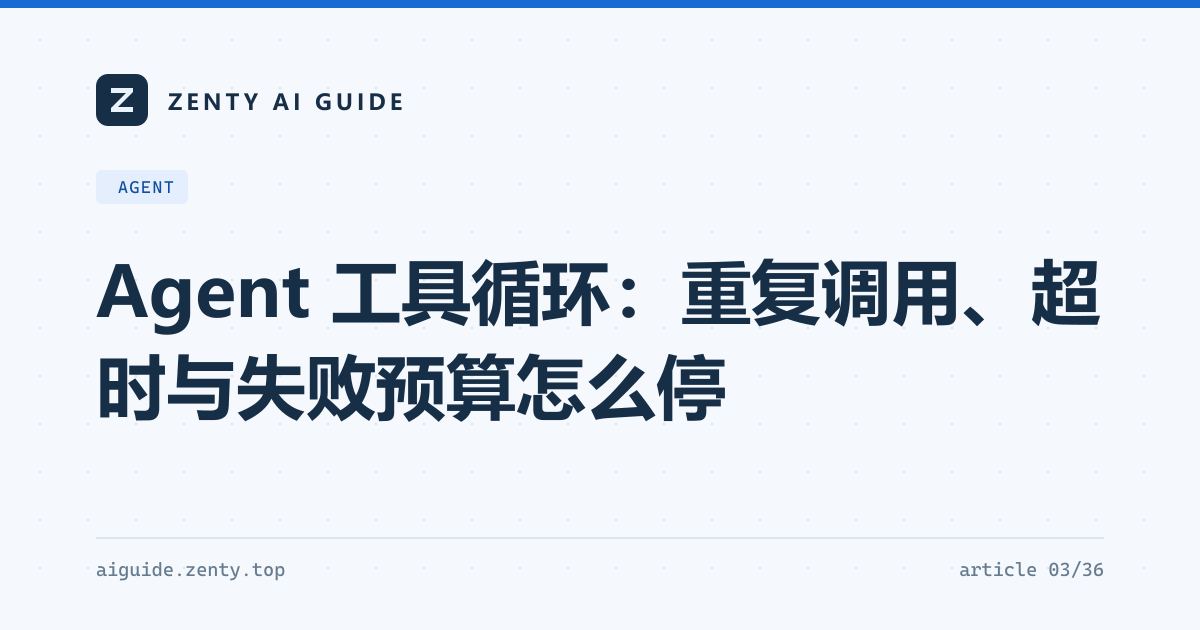 Z ZENTY AI GUIDE
AGENT
Agent 工具循环：重复调用、超
时与失败预算怎么停
aiguide.zenty.top
article 03/36